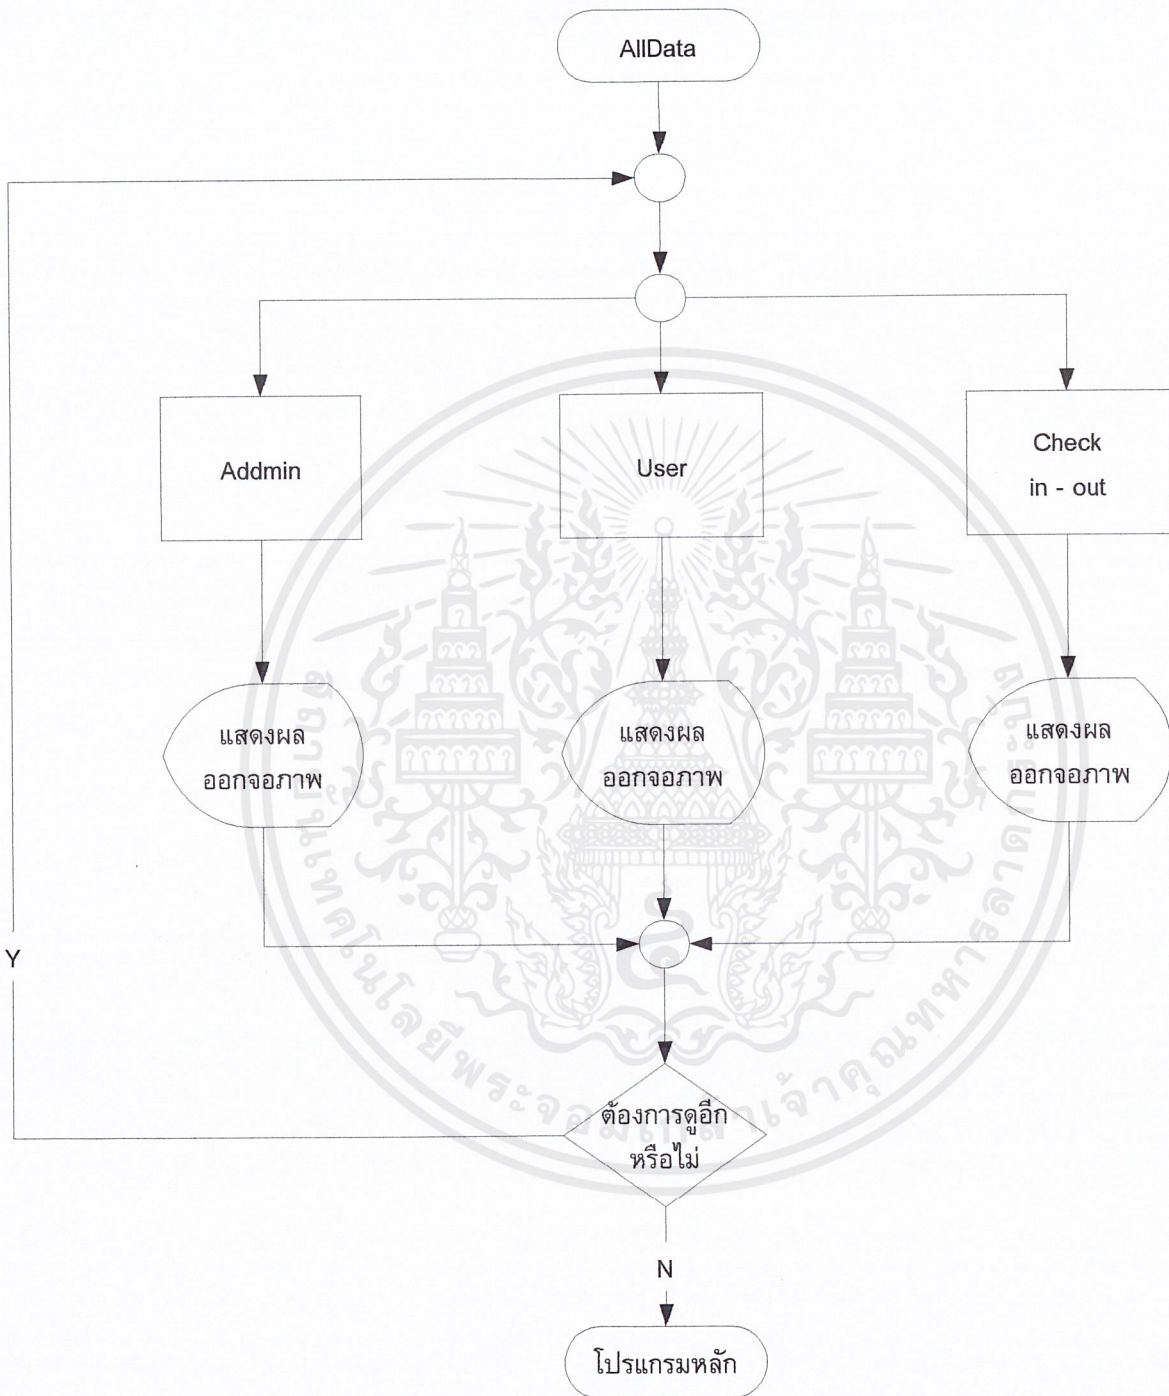 AllData
Addmin
User
Check
in - out
แสดงผล
ออกจอภาพ
แสดงผล
ออกจอภาพ
แสดงผล
ออกจอภาพ
Y
ต้องการดูอีก
หรือไม่
N
โปรแกรมหลัก